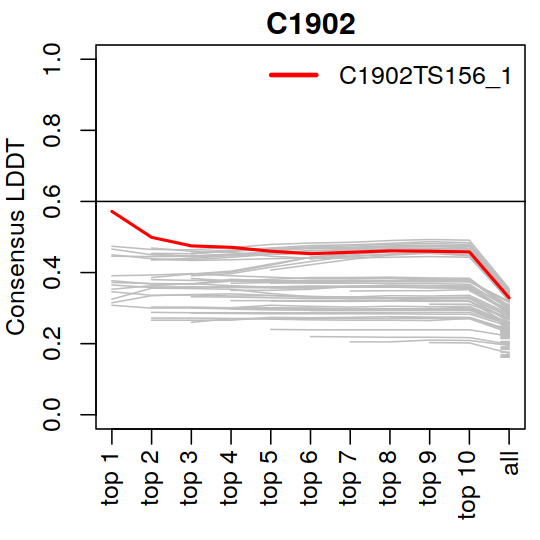 C1902
C1902TS156_1
Consensus LDDT
1.0
0.8
0.6
0.4
0.2
0.0
top 1
top 2
top 3
top 4
top 5
top 6
top 7
top 8
top 9
top 10
all